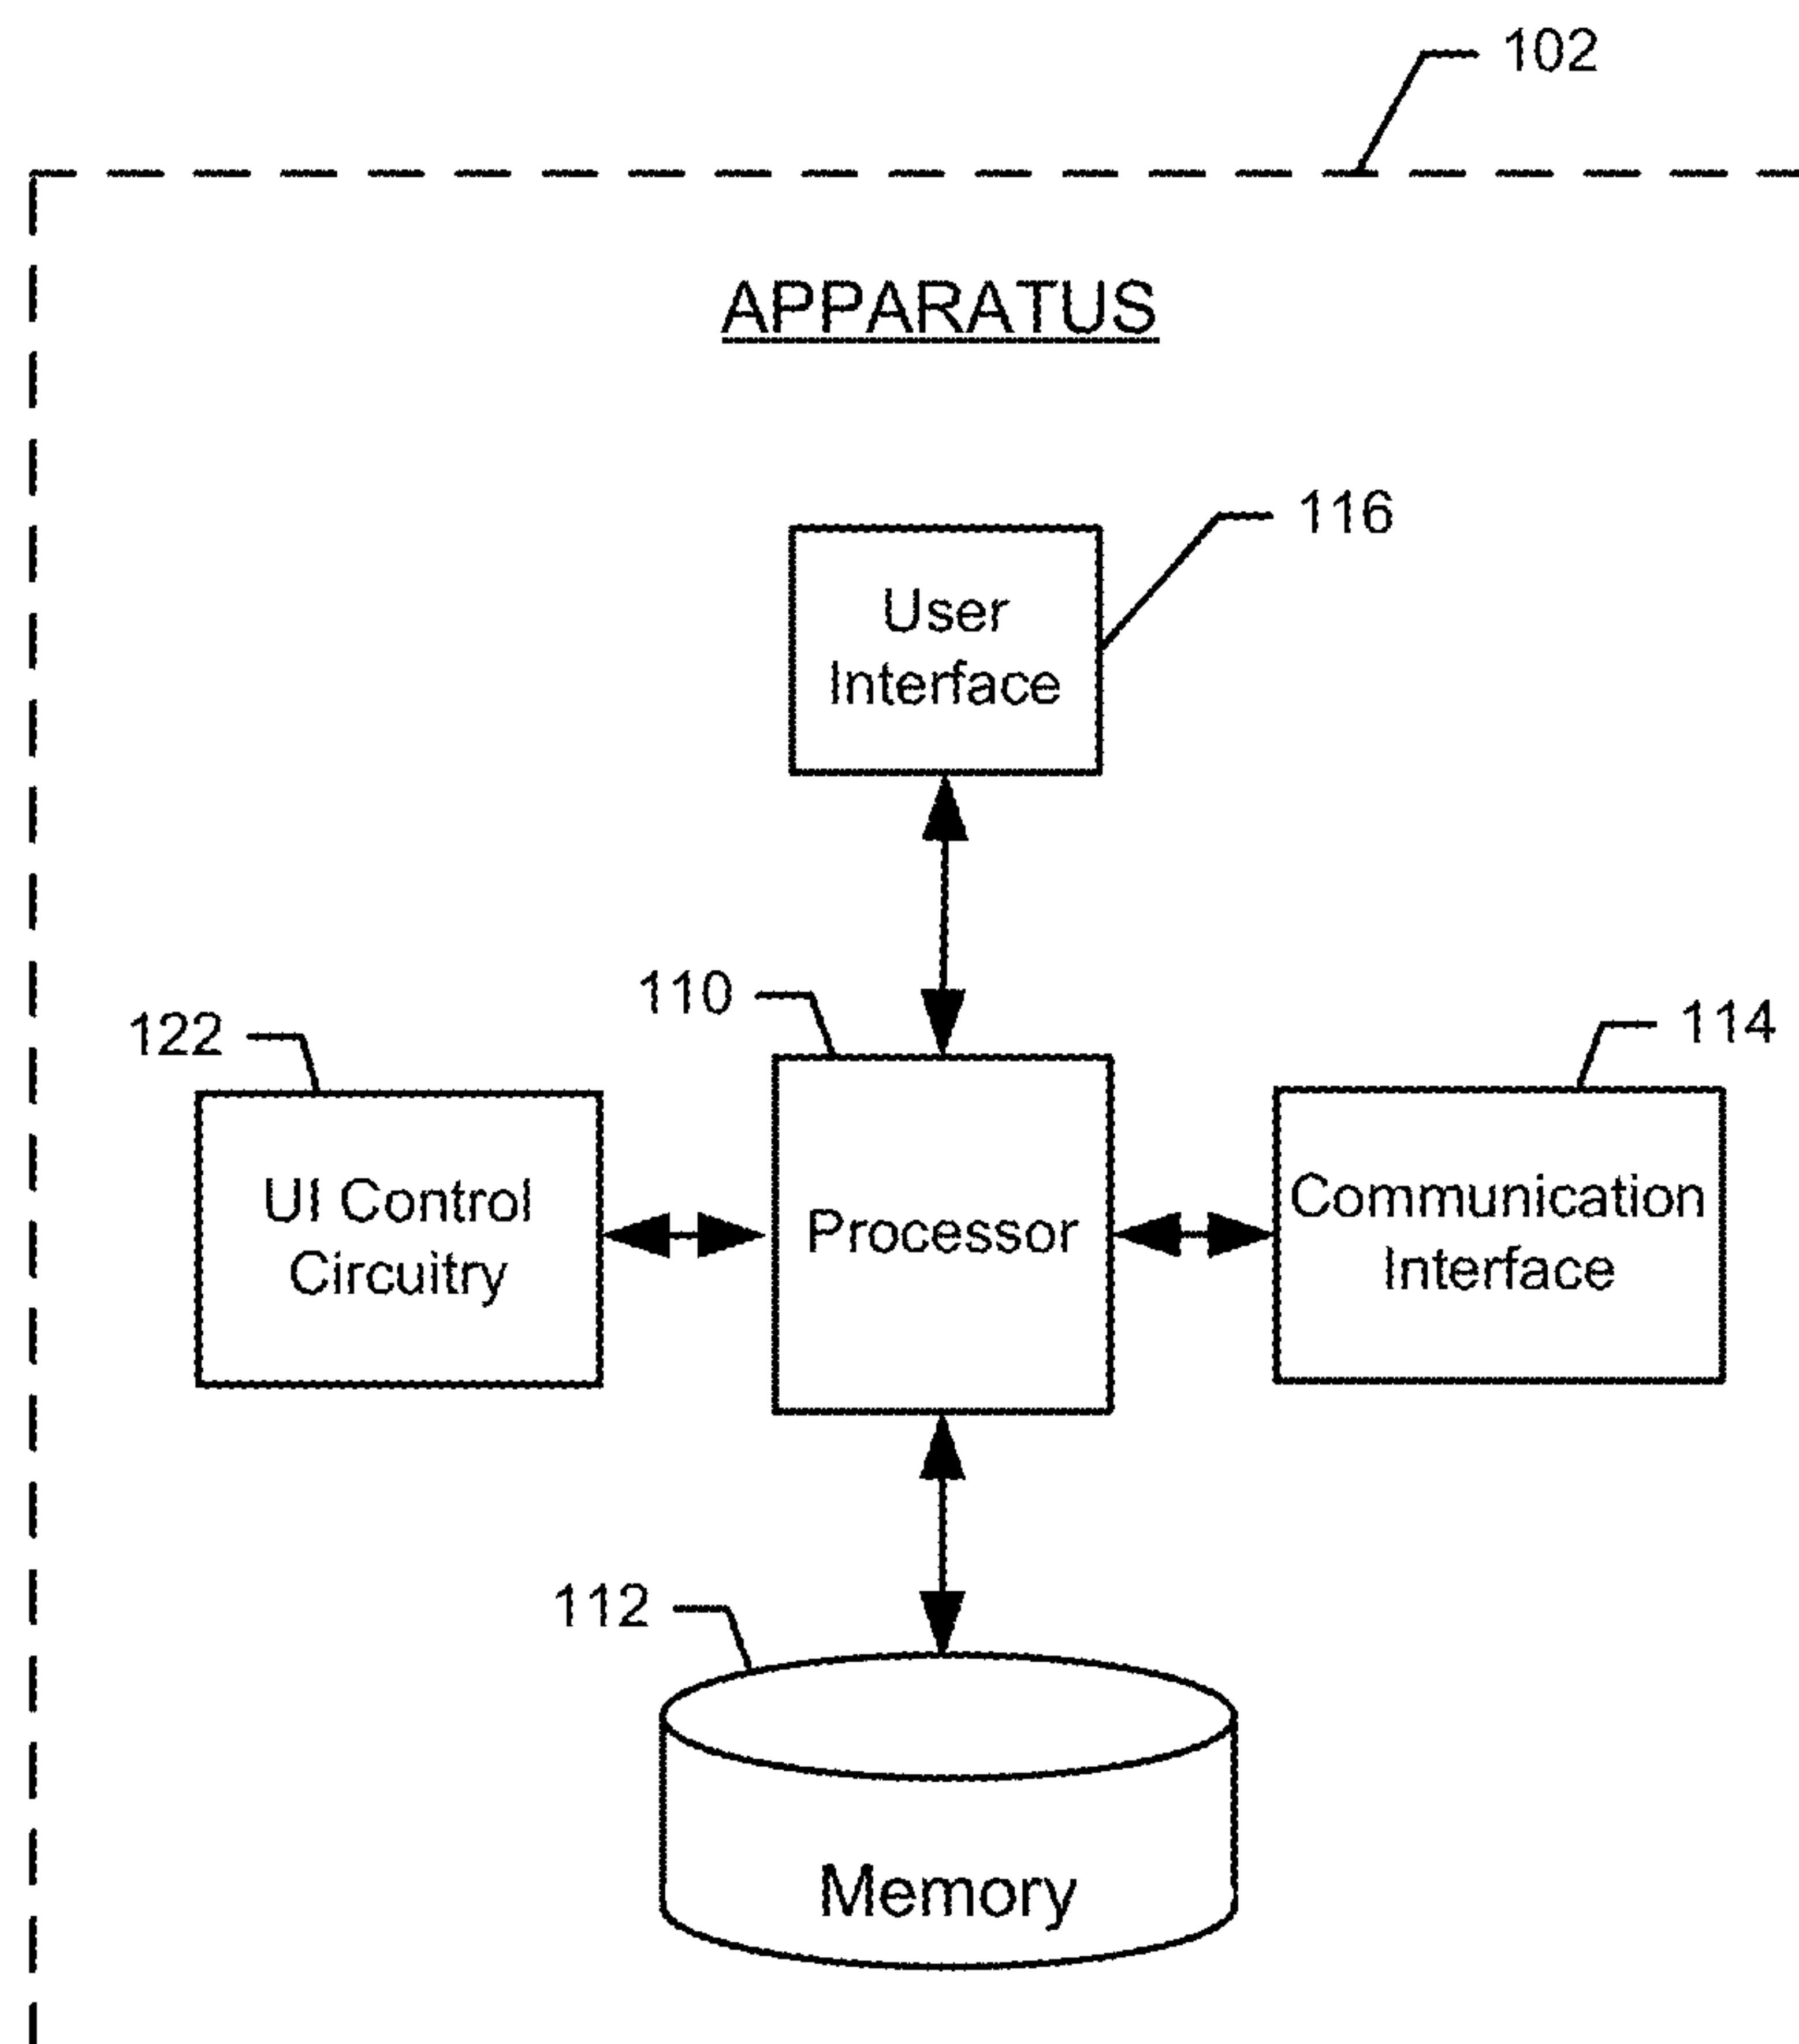 102
APPARATUS
116
User
Interface
110
122
114
UI Control
Circuitry
Processor
Communication
Interface
112
Memory